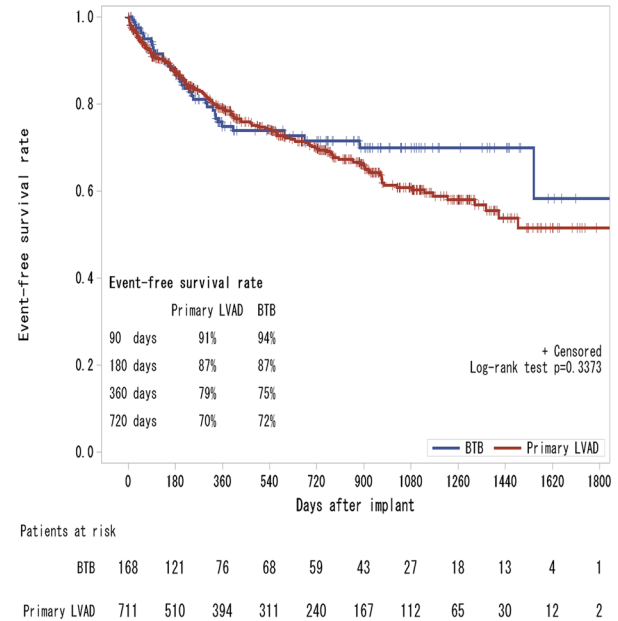 1.0
0.8
0.6
0.4
0.2
0.0
Event-free survival rate
Event-free survival rate
Primary LVAD BTB
90 days 91% 94%
180 days 87% 87%
360 days 79% 75%
720 days 70% 72%
+ Censored
Log-rank test p=0.3373
BTB Primary LVAD
0 180 360 540 720 900 1080 1260 1440 1620 1800
Days after implant
Patients at risk
BTB 168 121 76 68 59 43 27 18 13 4 1
Primary LVAD 711 510 394 311 240 167 112 65 30 12 2